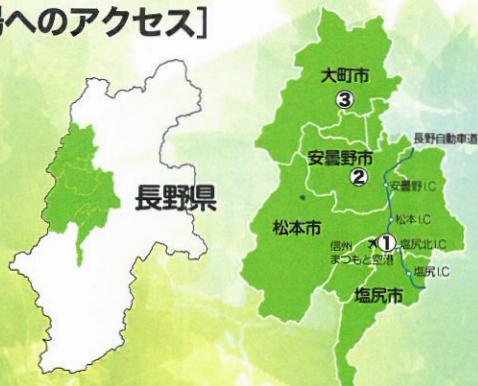 場へのアクセス]
長野県
大町市
③
安曇野市
②
長野自動車道
安曇野I.C
松本市
松本I.C
①
信州
まつもと空港
塩尻北I.C
塩尻I.C
塩尻市